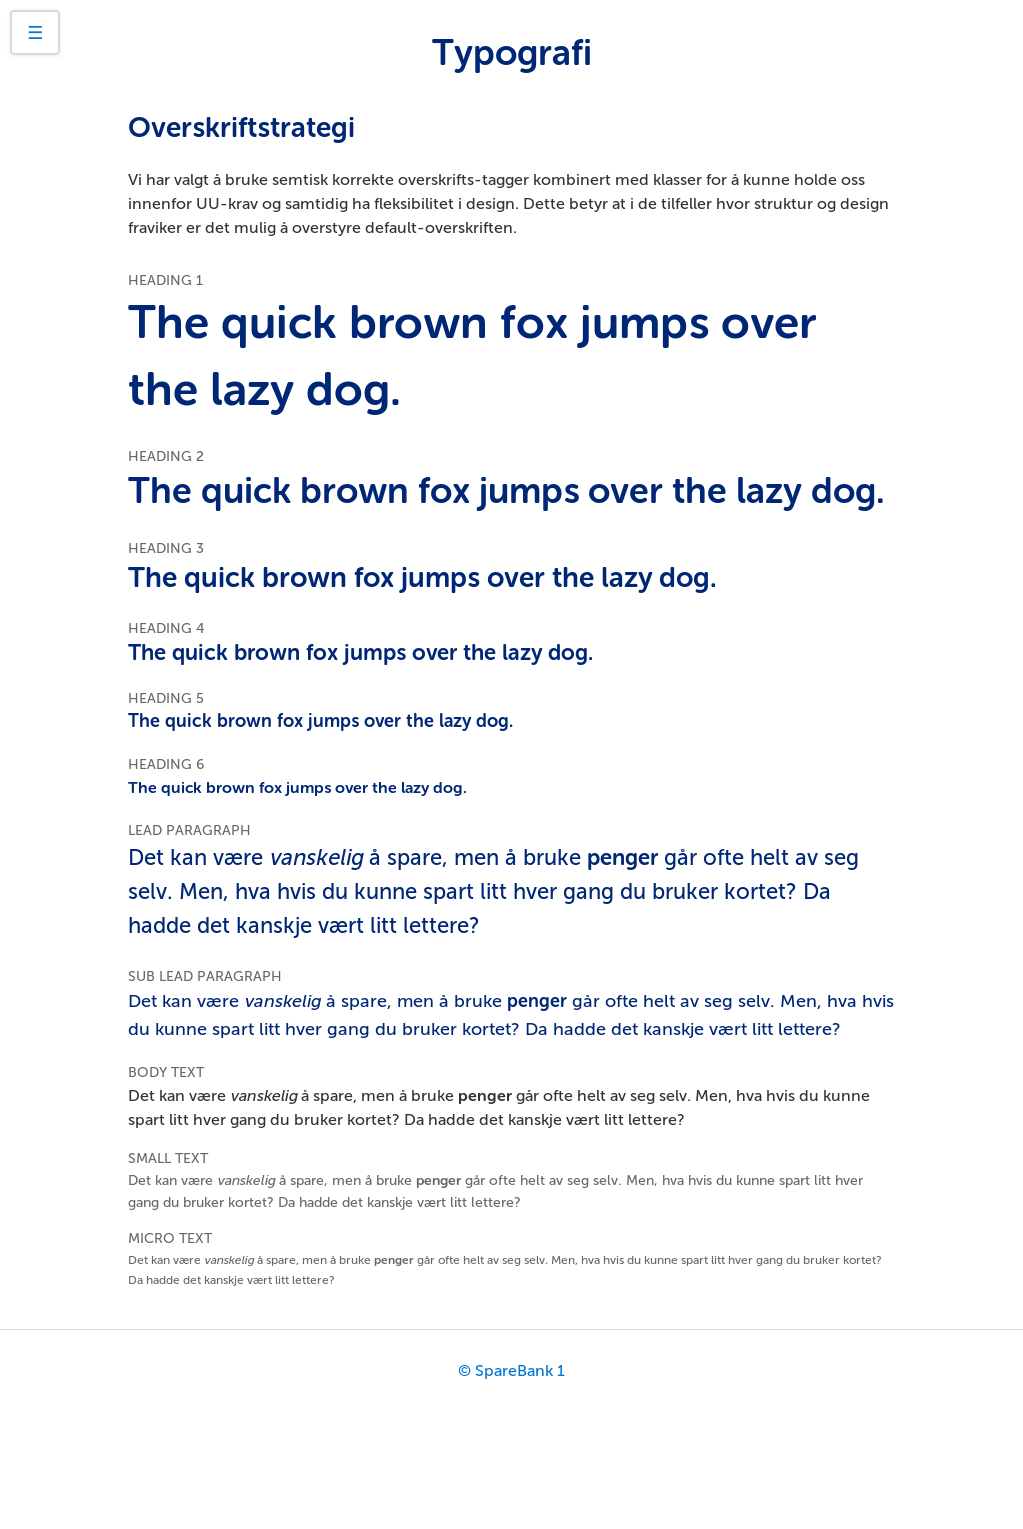 ☰
Typografi
Overskriftstrategi
Vi har valgt å bruke semtisk korrekte overskrifts-tagger kombinert med klasser for å kunne holde oss
innenfor UU-krav og samtidig ha fleksibilitet i design. Dette betyr at i de tilfeller hvor struktur og design
fraviker er det mulig å overstyre default-overskriften.
HEADING 1
The quick brown fox jumps over
the lazy dog.
HEADING 2
The quick brown fox jumps over the lazy dog.
HEADING 3
The quick brown fox jumps over the lazy dog.
HEADING 4
The quick brown fox jumps over the lazy dog.
HEADING 5
The quick brown fox jumps over the lazy dog.
HEADING 6
The quick brown fox jumps over the lazy dog.
LEAD PARAGRAPH
Det kan være vanskelig å spare, men å bruke penger går ofte helt av seg
selv. Men, hva hvis du kunne spart litt hver gang du bruker kortet? Da
hadde det kanskje vært litt lettere?
SUB LEAD PARAGRAPH
Det kan være vanskelig å spare, men å bruke penger går ofte helt av seg selv. Men, hva hvis
du kunne spart litt hver gang du bruker kortet? Da hadde det kanskje vært litt lettere?
BODY TEXT
Det kan være vanskelig å spare, men å bruke penger går ofte helt av seg selv. Men, hva hvis du kunne
spart litt hver gang du bruker kortet? Da hadde det kanskje vært litt lettere?
SMALL TEXT
Det kan være vanskelig å spare, men å bruke penger går ofte helt av seg selv. Men, hva hvis du kunne spart litt hver
gang du bruker kortet? Da hadde det kanskje vært litt lettere?
MICRO TEXT
Det kan være vanskelig å spare, men å bruke penger går ofte helt av seg selv. Men, hva hvis du kunne spart litt hver gang du bruker kortet?
Da hadde det kanskje vært litt lettere?
© SpareBank 1